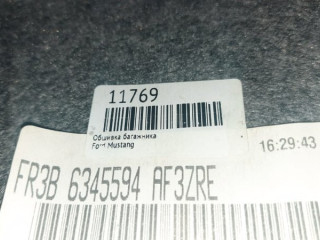 11769
Обшивка багажника
Ford Mustang
16:29:43
FR3B 6345594 AF3ZRE